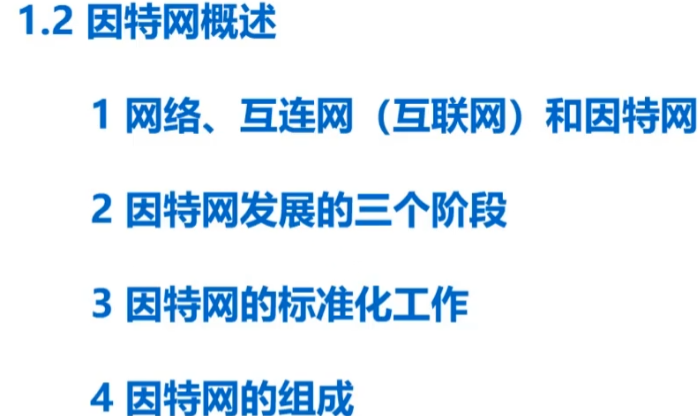 1.2 因特网概述
1 网络、互连网（互联网）和因特网
2 因特网发展的三个阶段
3 因特网的标准化工作
4 因特网的组成